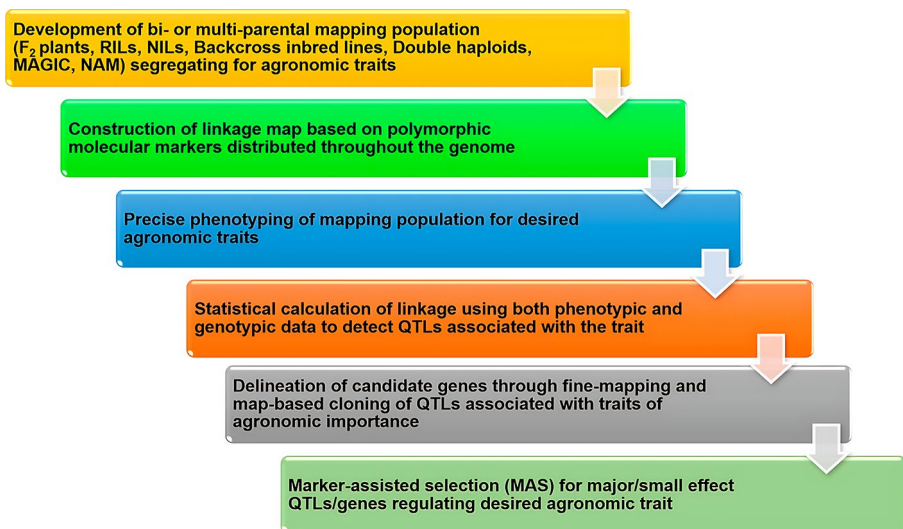 Development of bi- or multi-parental mapping population
(F2 plants, RILs, NILs, Backcross inbred lines, Double haploids,
MAGIC, NAM) segregating for agronomic traits
Construction of linkage map based on polymorphic
molecular markers distributed throughout the genome
Precise phenotyping of mapping population for desired
agronomic traits
Statistical calculation of linkage using both phenotypic and
genotypic data to detect QTLs associated with the trait
Delineation of candidate genes through fine-mapping and
map-based cloning of QTLs associated with traits of
agronomic importance
Marker-assisted selection (MAS) for major/small effect
QTLs/genes regulating desired agronomic trait